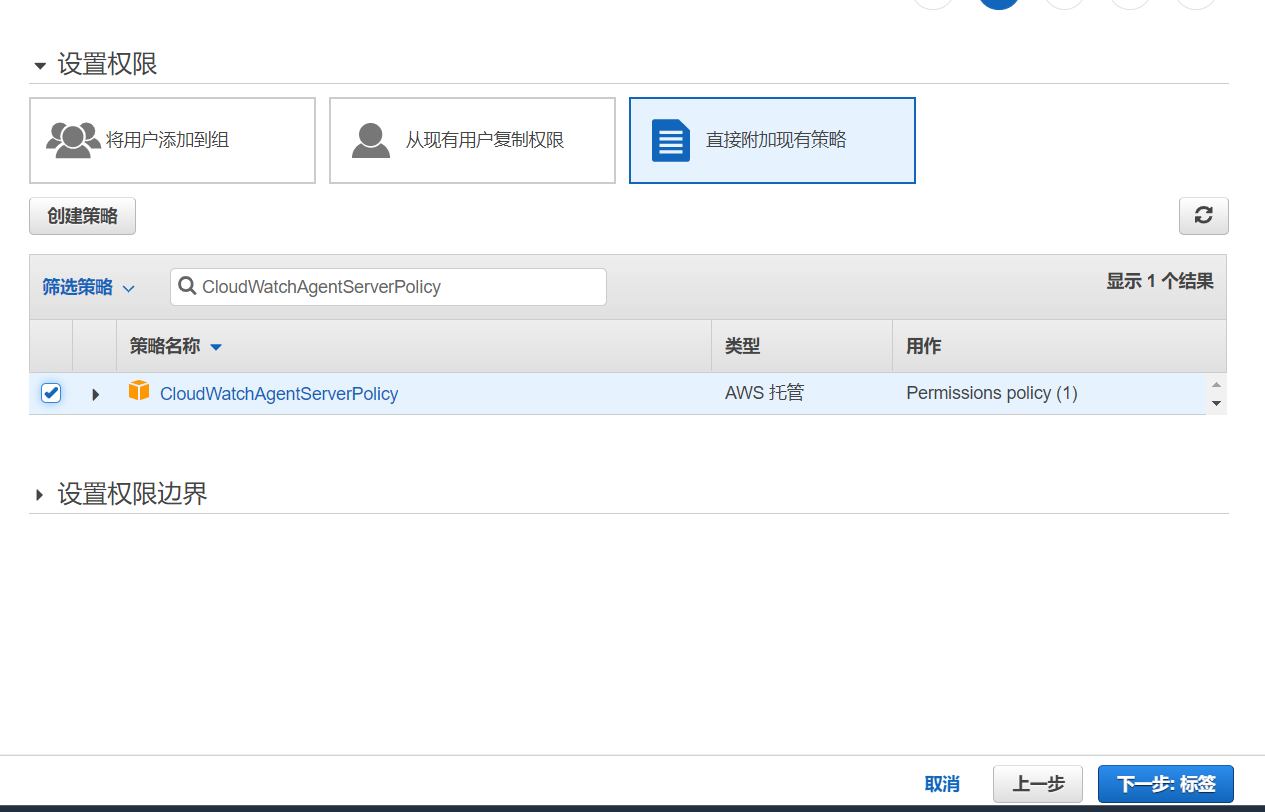 设置权限
将用户添加到组
从现有用户复制权限
直接附加现有策略
创建策略
筛选策略
CloudWatchAgentServerPolicy
显示 1 个结果
策略名称
类型
用作
CloudWatchAgentServerPolicy
AWS 托管
Permissions policy (1)
设置权限边界
取消
上一步
下一步: 标签